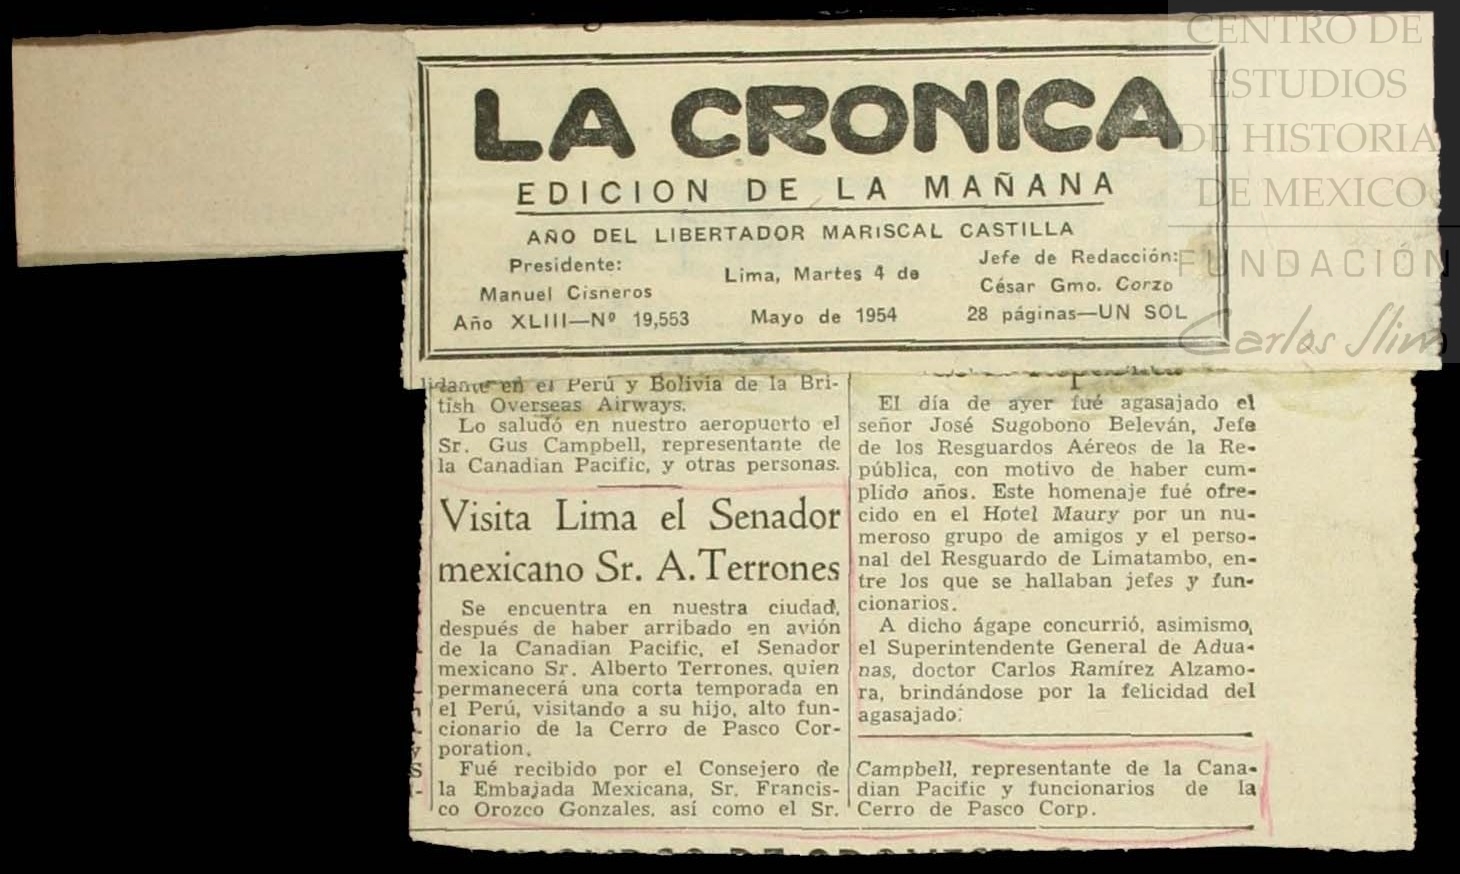 LA CRONICA
EDICION DE LA MAÑANA
AÑO DEL LIBERTADOR MARISCAL CASTILLA
Presidente:
Manuel Cisneros
Año XLIII—Nº 19,553
Lima, Martes 4 de
Mayo de 1954
Jefe de Redacción:
César Gmo. Corzo
28 páginas—UN SOL
en el Perú y Bolivia de la Bri-
tish Overseas Airways.
Lo saludó en nuestro aeropuerto el
Sr. Gus Campbell, representante de
la Canadian Pacific, y otras personas.
Visita Lima el Senador
mexicano Sr. A. Terrones
Se encuentra en nuestra ciudad,
después de haber arribado en avión
de la Canadian Pacific, el Senador
mexicano Sr. Alberto Terrones, quien
permanecerá una corta temporada en
el Perú, visitando a su hijo, alto fun-
cionario de la Cerro de Pasco Cor-
poration.
Fué recibido por el Consejero de
la Embajada Mexicana, Sr. Francis-
co Orozco Gonzales, así como el Sr.
Campbell, representante de la Cana-
dian Pacific y funcionarios de la
Cerro de Pasco Corp.
El día de ayer fué agasajado el
señor José Sugobono Beleván, Jefe
de los Resguardos Aéreos de la Re-
pública, con motivo de haber cum-
plido años. Este homenaje fué ofre-
cido en el Hotel Maury por un nu-
meroso grupo de amigos y el perso-
nal del Resguardo de Limatambo, en-
tre los que se hallaban jefes y fun-
cionarios.
A dicho ágape concurrió, asimismo,
el Superintendente General de Adua-
nas, doctor Carlos Ramírez Alzamo-
ra, brindándose por la felicidad del
agasajado.
CENTRO DE
ESTUDIOS
DE HISTORIA
DE MEXICO
FUNDACIÓN
Carlos Slim